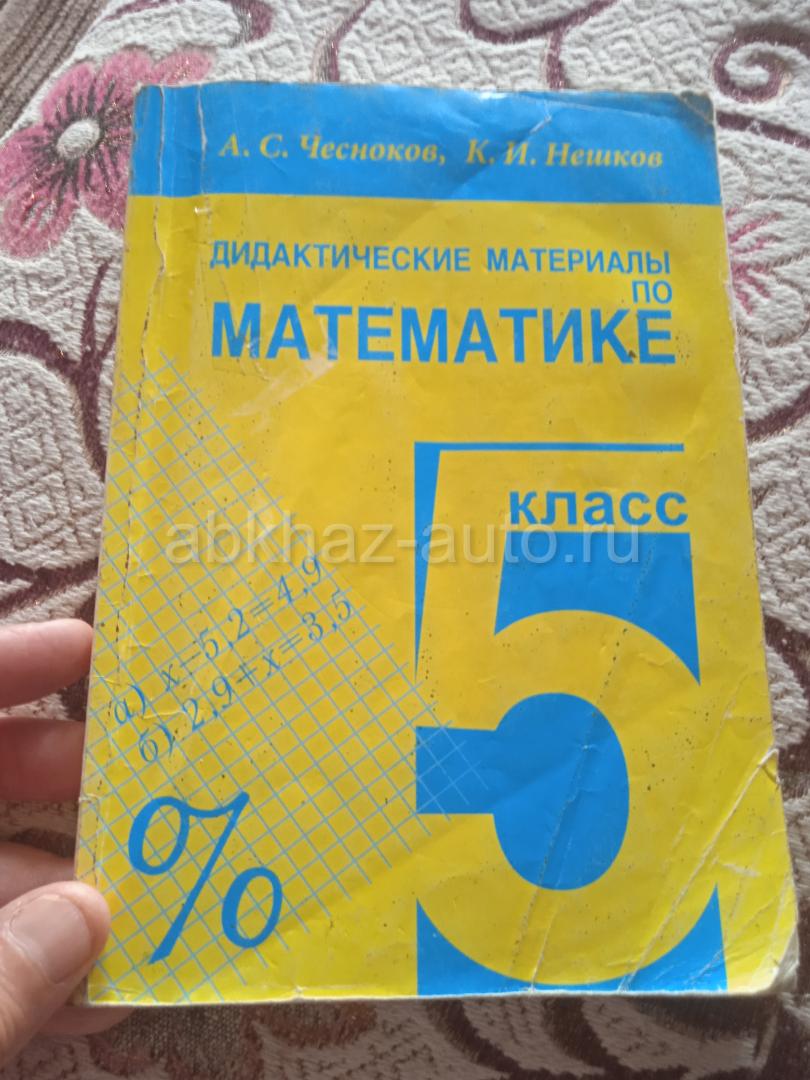 А. С. Чесноков, К. И. Нешков
ДИДАКТИЧЕСКИЕ МАТЕРИАЛЫ
ПО
МАТЕМАТИКЕ
класс
5
abkhaz-auto.ru
а) x−5,2=4,9
б) 2,9+x=3,5
%